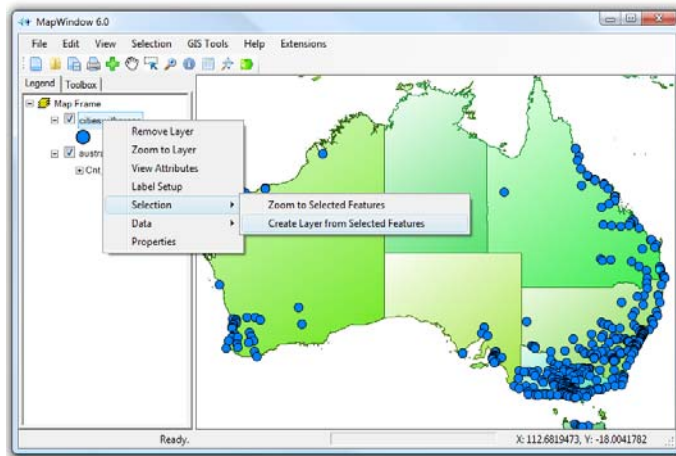 MapWindow 6.0
File Edit View Selection GIS Tools Help Extensions
Legend Toolbox
Map Frame
Remove Layer
Zoom to Layer
View Attributes
Label Setup
Selection
Zoom to Selected Features
Data
Create Layer from Selected Features
Properties
Ready.
X: 112.6819473, Y: -18.0041782